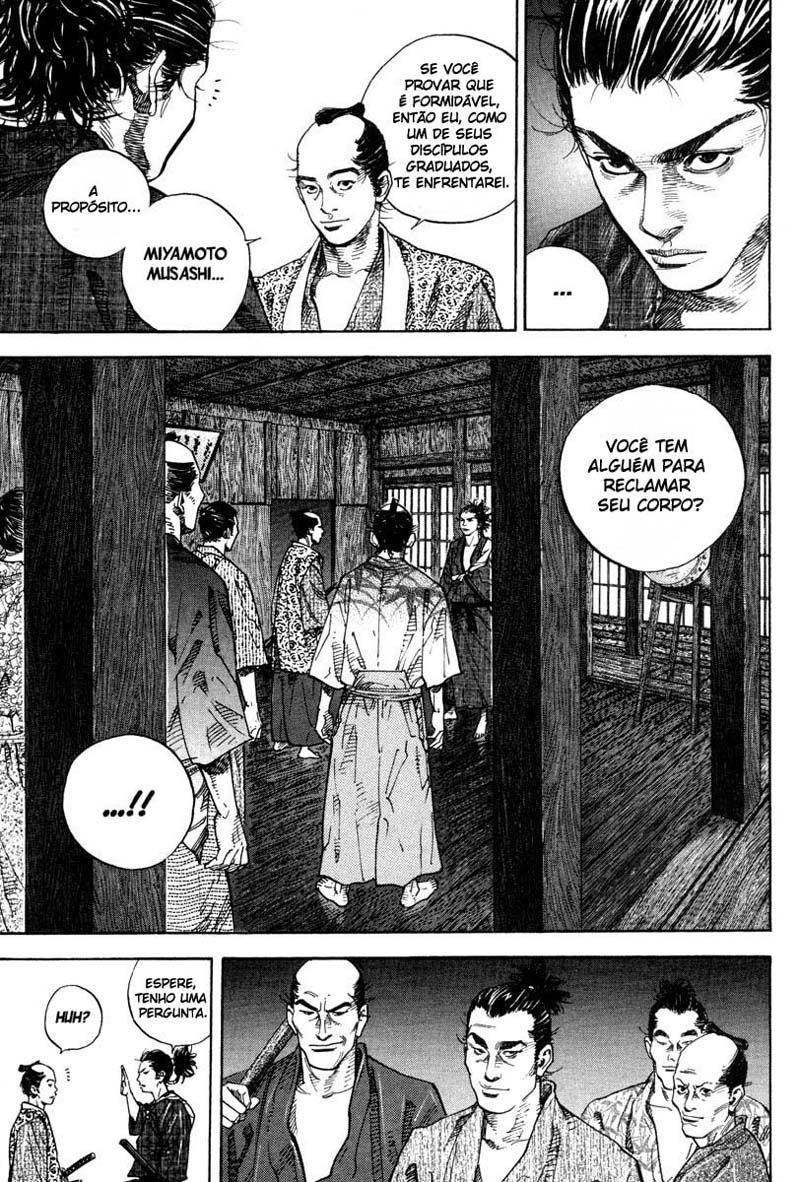 ...
SE VOCÊ
PROVAR QUE
É FORMIDÁVEL,
ENTÃO EU, COMO
UM DE SEUS
DISCÍPULOS
GRADUADOS,
TE ENFRENTAREI.
A
PROPÓSITO...
MIYAMOTO
MUSASHI...
VOCÊ TEM
ALGUÉM PARA
RECLAMAR
SEU CORPO?
...!!
ESPERE,
TENHO UMA
PERGUNTA.
HUH?